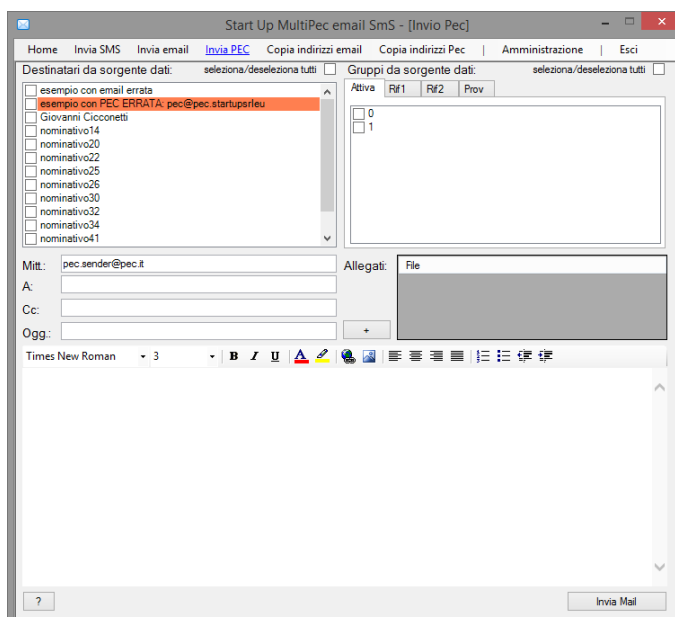 Start Up MultiPec email SmS - [Invio Pec]
Home Invia SMS Invia email Invia PEC Copia indirizzi email Copia indirizzi Pec | Amministrazione | Esci
Destinatari da sorgente dati: seleziona/deseleziona tutti
esempio con email errata
esempio con PEC ERRATA: pec@pec.startupsrleu
Giovanni Cicconetti
nominativo14
nominativo20
nominativo22
nominativo25
nominativo26
nominativo30
nominativo32
nominativo34
nominativo41
Gruppi da sorgente dati: seleziona/deseleziona tutti
Attiva Rif1 Rif2 Prov
0
1
Mitt.: pec.sender@pec.it
A:
Cc:
Ogg.:
Allegati: File
+
Times New Roman 3 B I U A
? Invia Mail